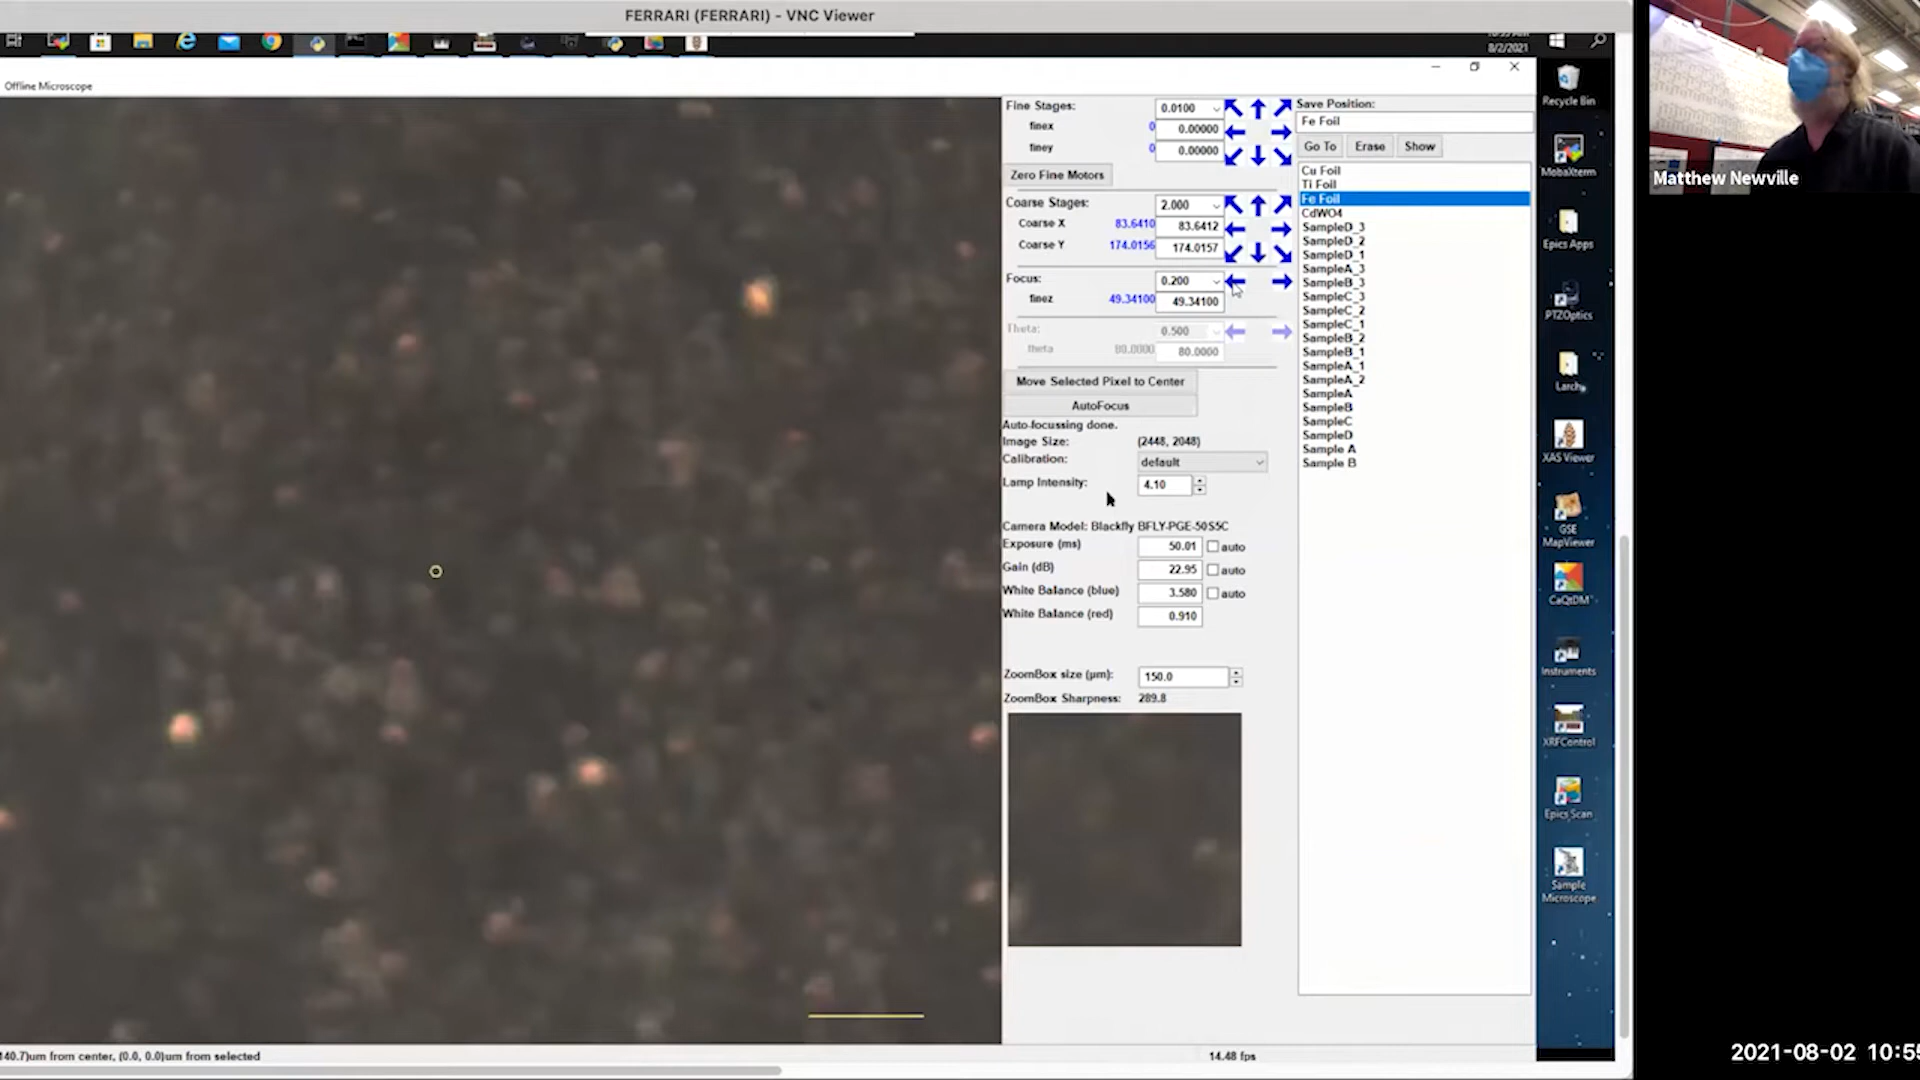 FERRARI (FERRARI) - VNC Viewer
8/2/2021
Offline Microscope
Fine Stages:
0.0100
finex
0
0.00000
finey
0
0.00000
Zero Fine Motors
Coarse Stages:
2.000
Coarse X
83.6410
83.6412
Coarse Y
174.0156
174.0157
Focus:
0.200
finez
49.34100
49.34100
Theta:
0.500
theta
80.0000
80.0000
Move Selected Pixel to Center
AutoFocus
Auto-focussing done.
Image Size:
(2448, 2048)
Calibration:
default
Lamp Intensity:
4.10
Camera Model: Blackfly BFLY-PGE-50S5C
Exposure (ms)
50.01
auto
Gain (dB)
22.95
auto
White Balance (blue)
3.580
auto
White Balance (red)
0.910
ZoomBox size (µm):
150.0
ZoomBox Sharpness:
289.8
Save Position:
Fe Foil
Go To
Erase
Show
Cu Foil
Ti Foil
Fe Foil
CdWO4
SampleD_3
SampleD_2
SampleD_1
SampleA_3
SampleB_3
SampleC_3
SampleC_2
SampleC_1
SampleB_2
SampleB_1
SampleA_1
SampleA_2
SampleA
SampleB
SampleC
SampleD
Sample A
Sample B
Recycle Bin
MobaXterm
Epics Apps
PTZOptics
Larch
XAS Viewer
GSE
MapViewer
CaQtDM
Instruments
XRFControl
Epics Scan
Sample
Microscope
Matthew Newville
40.7)um from center, (0.0, 0.0)um from selected
14.48 fps
2021-08-02 10:55